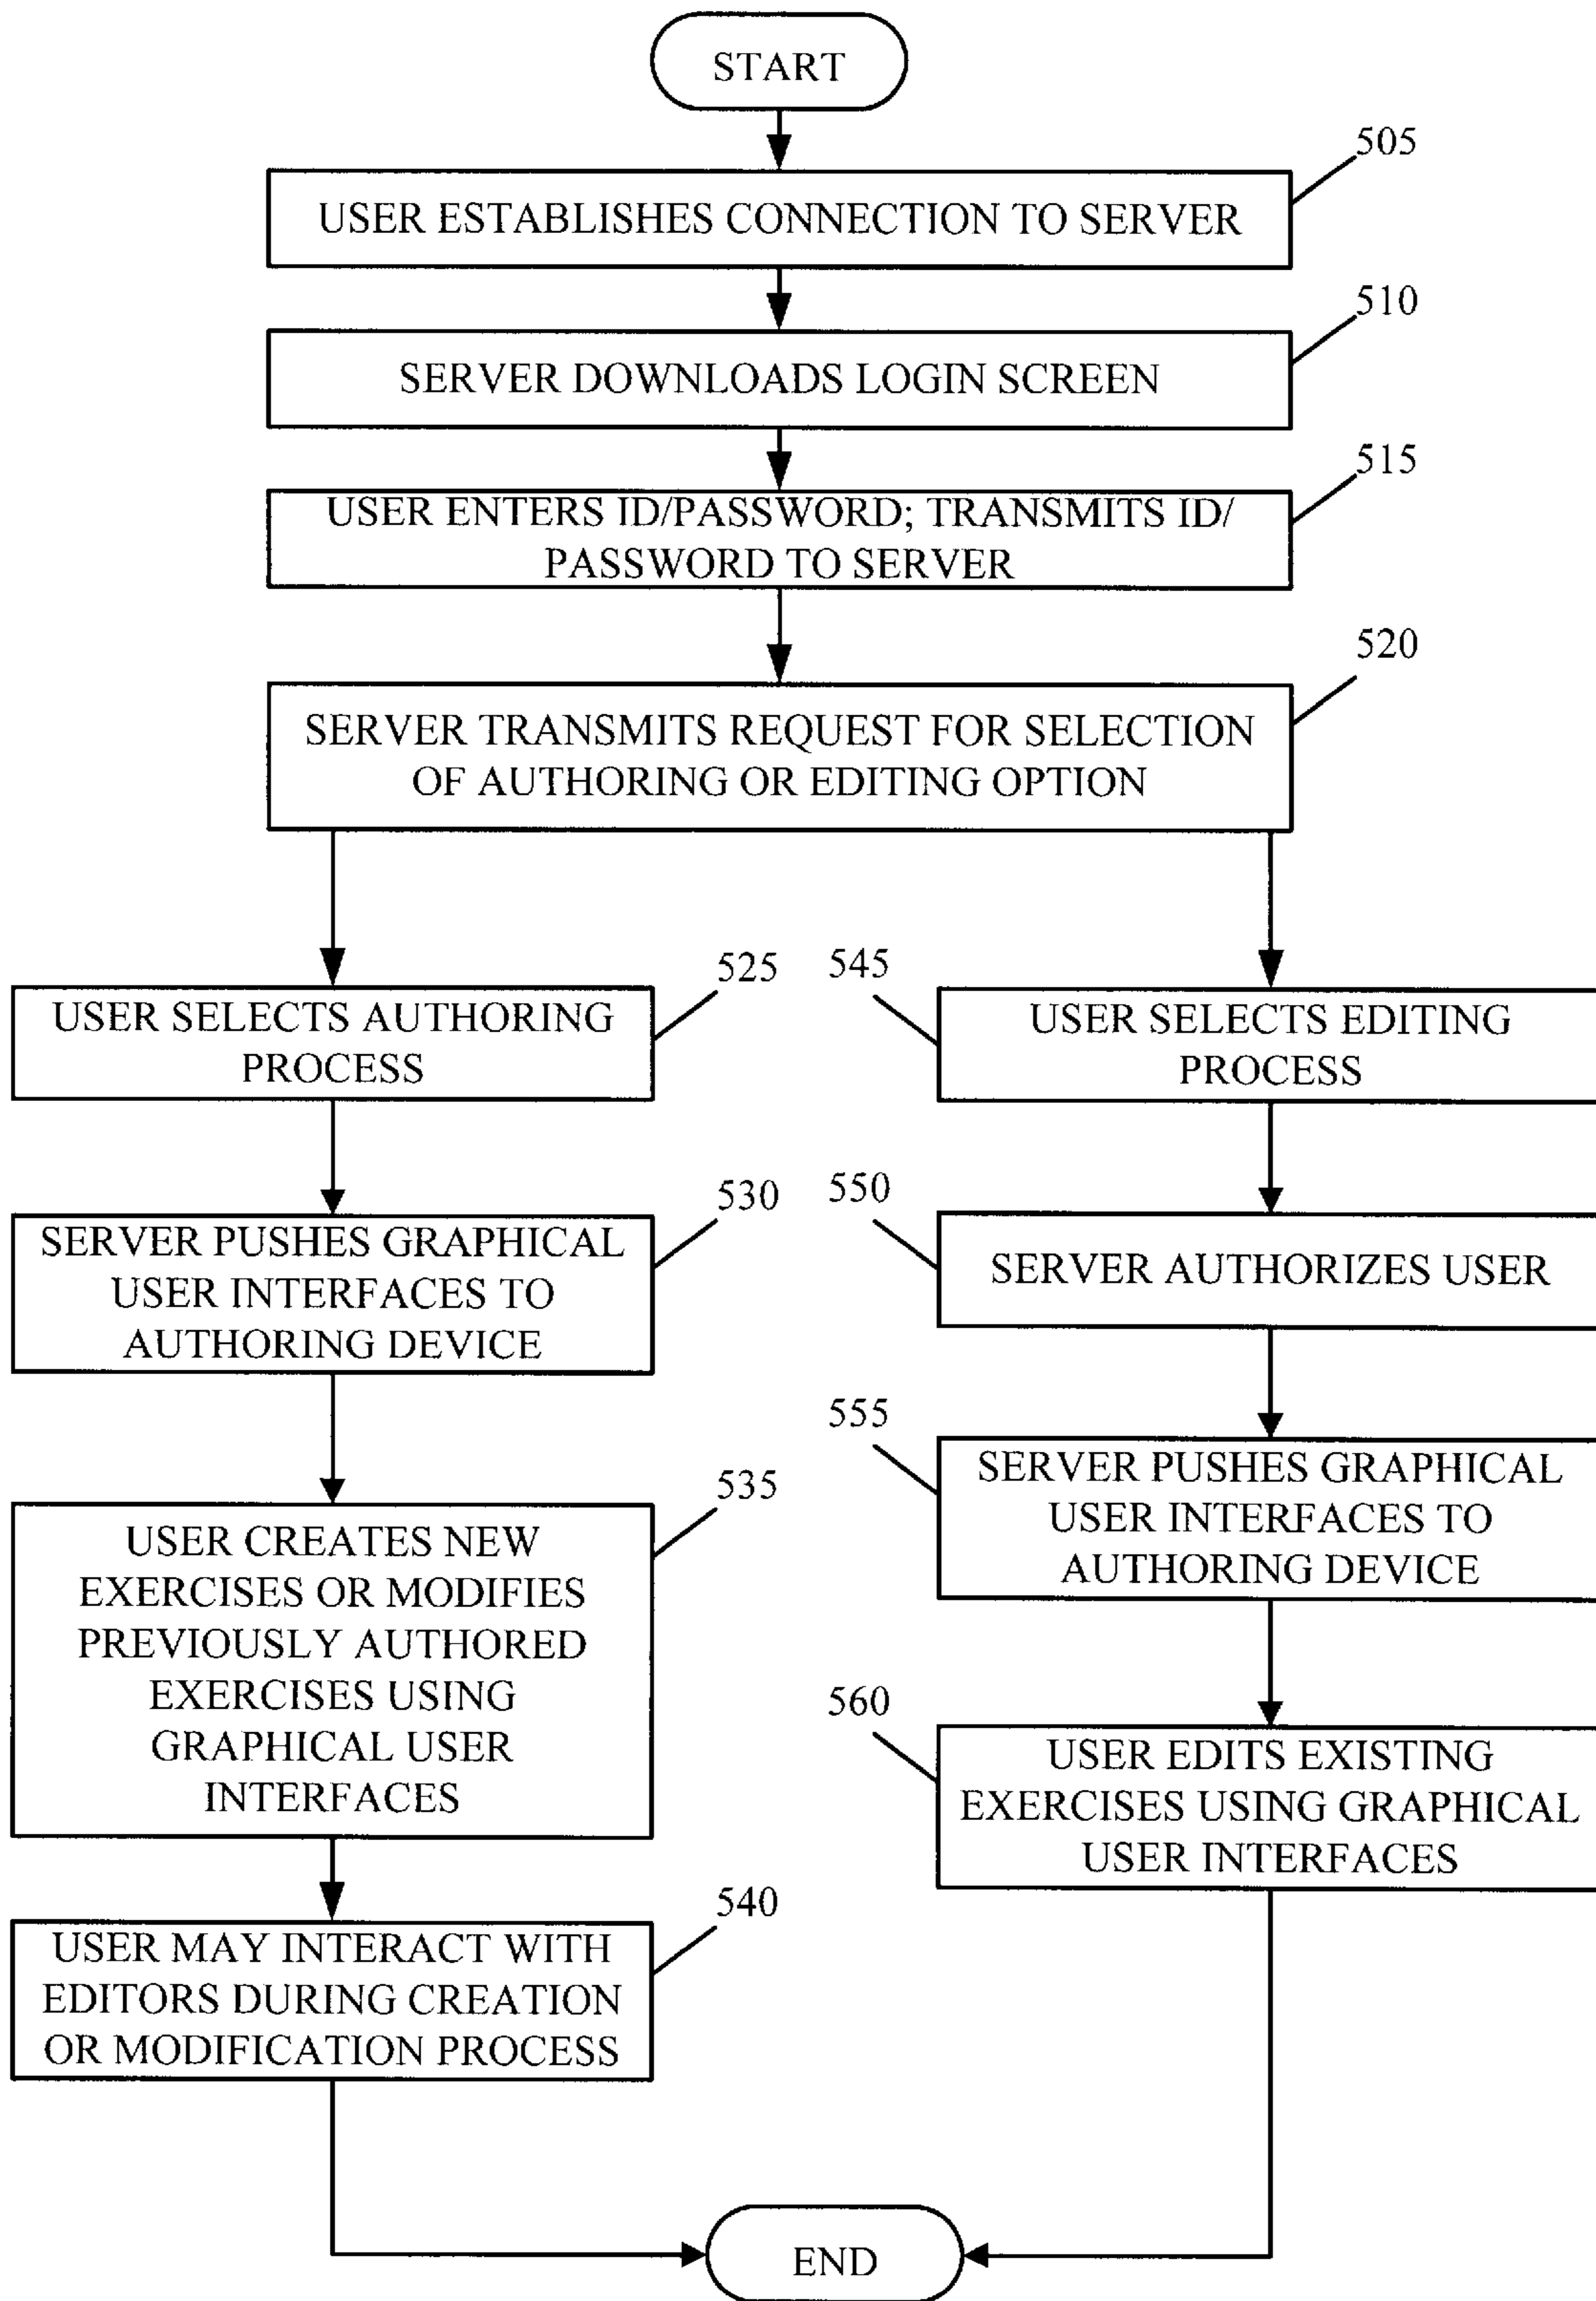 START
505
USER ESTABLISHES CONNECTION TO SERVER
510
SERVER DOWNLOADS LOGIN SCREEN
515
USER ENTERS ID/PASSWORD; TRANSMITS ID/
PASSWORD TO SERVER
520
SERVER TRANSMITS REQUEST FOR SELECTION
OF AUTHORING OR EDITING OPTION
525
USER SELECTS AUTHORING
PROCESS
530
SERVER PUSHES GRAPHICAL
USER INTERFACES TO
AUTHORING DEVICE
535
USER CREATES NEW
EXERCISES OR MODIFIES
PREVIOUSLY AUTHORED
EXERCISES USING
GRAPHICAL USER
INTERFACES
540
USER MAY INTERACT WITH
EDITORS DURING CREATION
OR MODIFICATION PROCESS
545
USER SELECTS EDITING
PROCESS
550
SERVER AUTHORIZES USER
555
SERVER PUSHES GRAPHICAL
USER INTERFACES TO
AUTHORING DEVICE
560
USER EDITS EXISTING
EXERCISES USING GRAPHICAL
USER INTERFACES
END